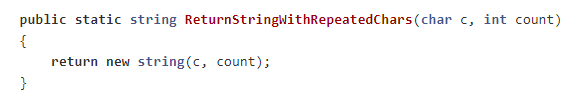 public static string ReturnStringWithRepeatedChars(char c, int count)
{
    return new string(c, count);
}